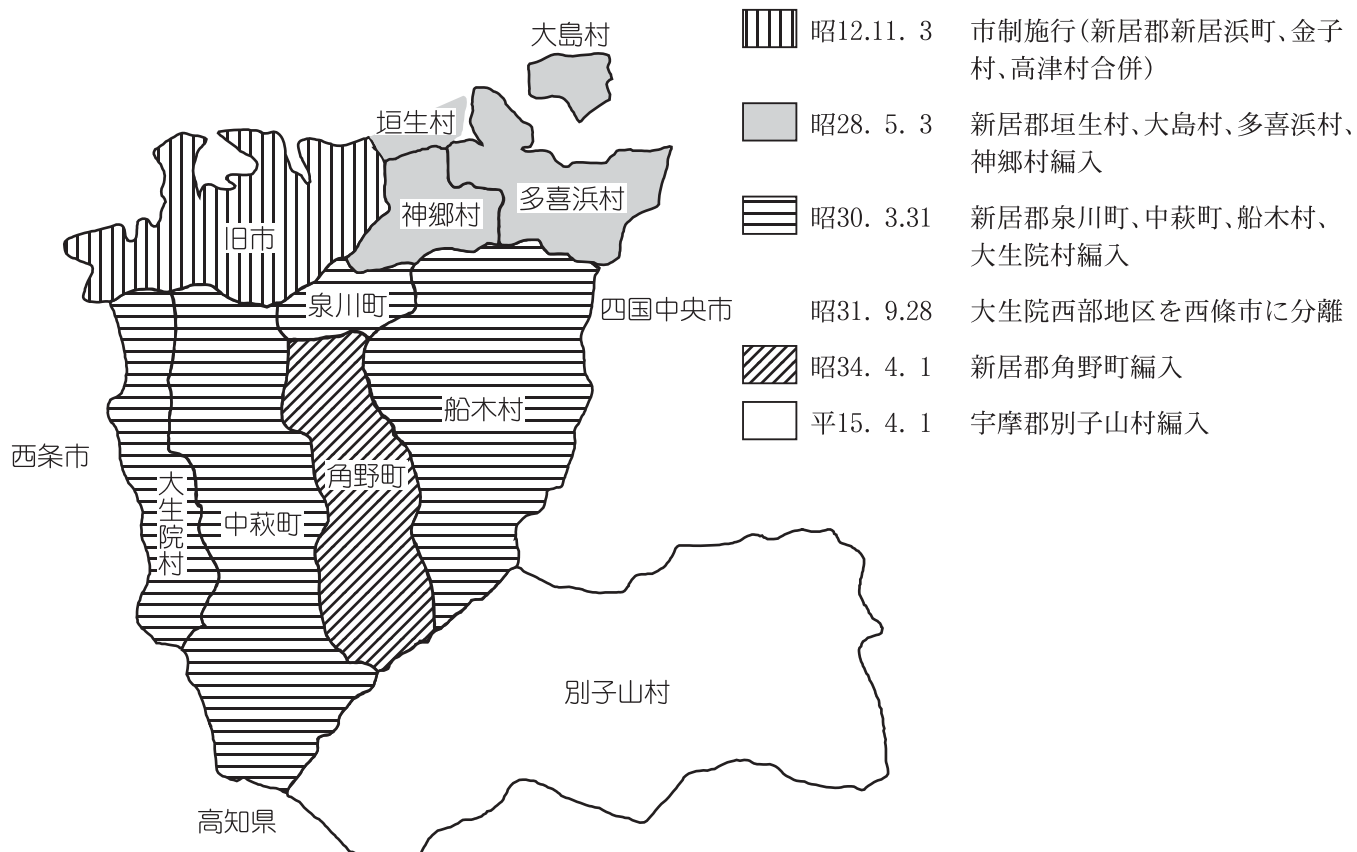 大島村
垣生村
神郷村
多喜浜村
旧市
泉川町
四国中央市
船木村
西条市
角野町
大生院村
中萩町
別子山村
高知県
昭12.11. 3 市制施行(新居郡新居浜町、金子
村、高津村合併)
昭28. 5. 3 新居郡垣生村、大島村、多喜浜村、
神郷村編入
昭30. 3.31 新居郡泉川町、中萩町、船木村、
大生院村編入
昭31. 9.28 大生院西部地区を西條市に分離
昭34. 4. 1 新居郡角野町編入
平15. 4. 1 宇摩郡別子山村編入